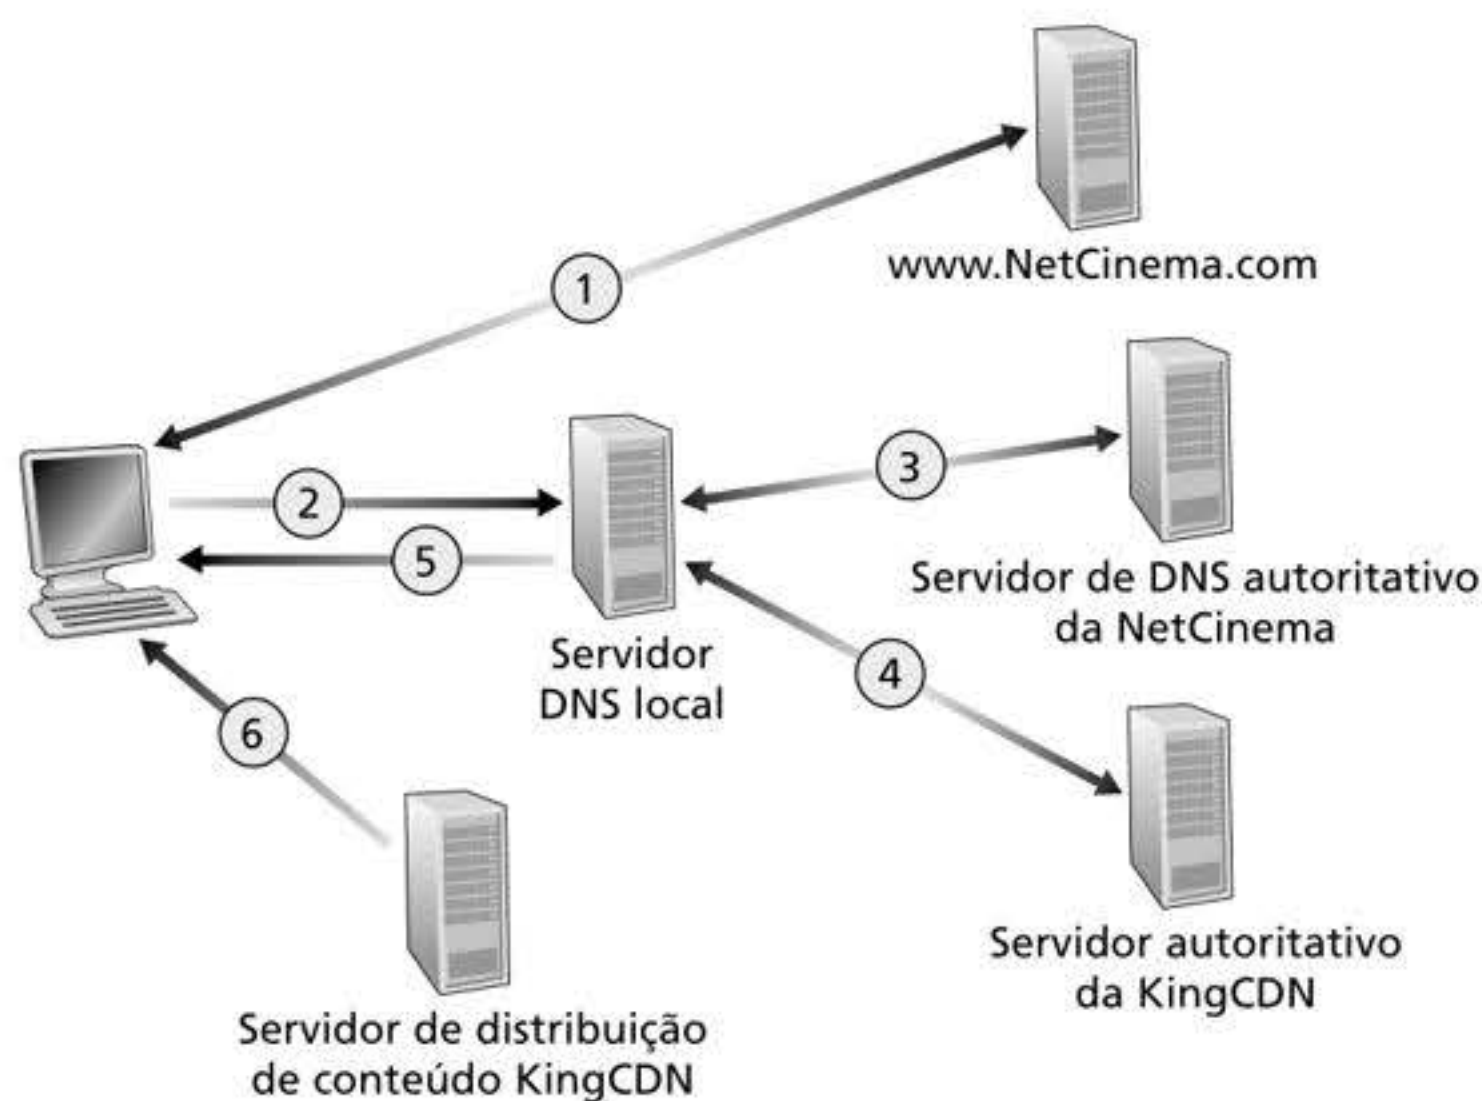 www.NetCinema.com
1
3
2
5
Servidor de DNS autoritativo
da NetCinema
Servidor
DNS local
4
6
Servidor autoritativo
da KingCDN
Servidor de distribuição
de conteúdo KingCDN